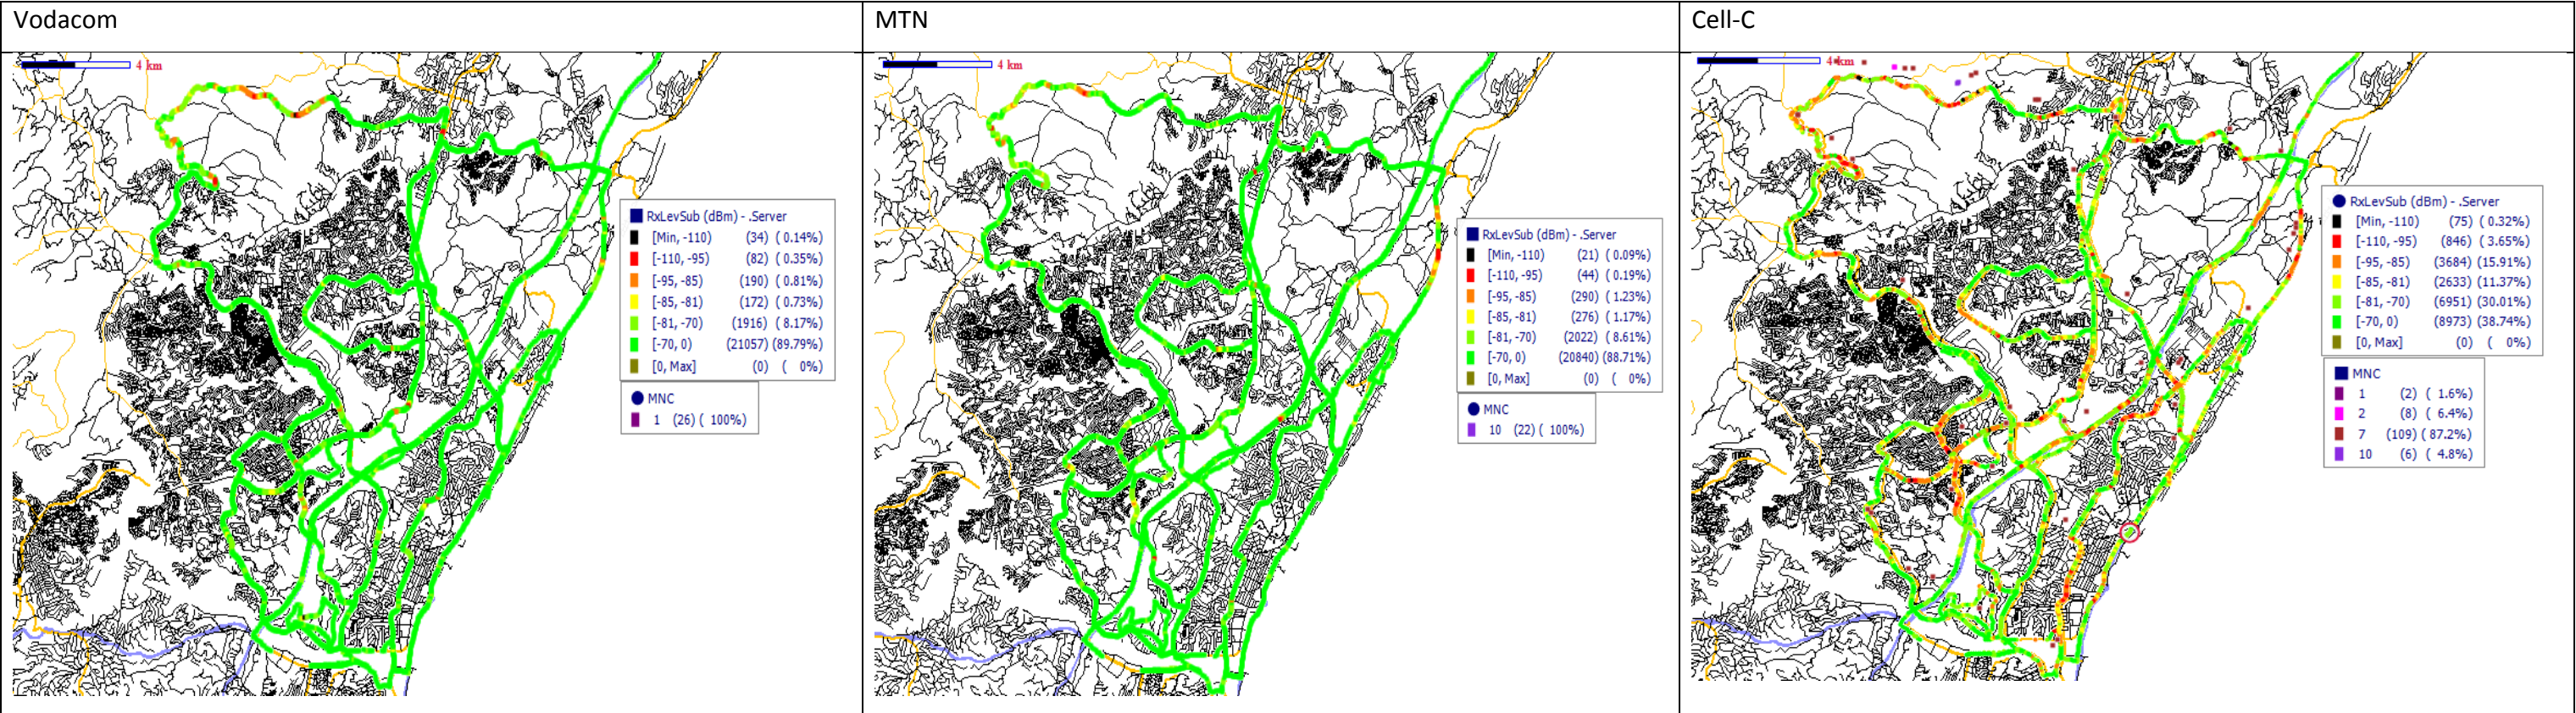 Vodacom
4 km
RxLevSub (dBm) - .Server
[Min, -110) (34) ( 0.14%)
[-110, -95) (82) ( 0.35%)
[-95, -85) (190) ( 0.81%)
[-85, -81) (172) ( 0.73%)
[-81, -70) (1916) ( 8.17%)
[-70, 0) (21057) (89.79%)
[0, Max] (0) ( 0%)
MNC
1 (26) ( 100%)
MTN
4 km
RxLevSub (dBm) - .Server
[Min, -110) (21) ( 0.09%)
[-110, -95) (44) ( 0.19%)
[-95, -85) (290) ( 1.23%)
[-85, -81) (276) ( 1.17%)
[-81, -70) (2022) ( 8.61%)
[-70, 0) (20840) (88.71%)
[0, Max] (0) ( 0%)
MNC
10 (22) ( 100%)
Cell-C
4 km
RxLevSub (dBm) - .Server
[Min, -110) (75) ( 0.32%)
[-110, -95) (846) ( 3.65%)
[-95, -85) (3684) (15.91%)
[-85, -81) (2633) (11.37%)
[-81, -70) (6951) (30.01%)
[-70, 0) (8973) (38.74%)
[0, Max] (0) ( 0%)
MNC
1 (2) ( 1.6%)
2 (8) ( 6.4%)
7 (109) ( 87.2%)
10 (6) ( 4.8%)